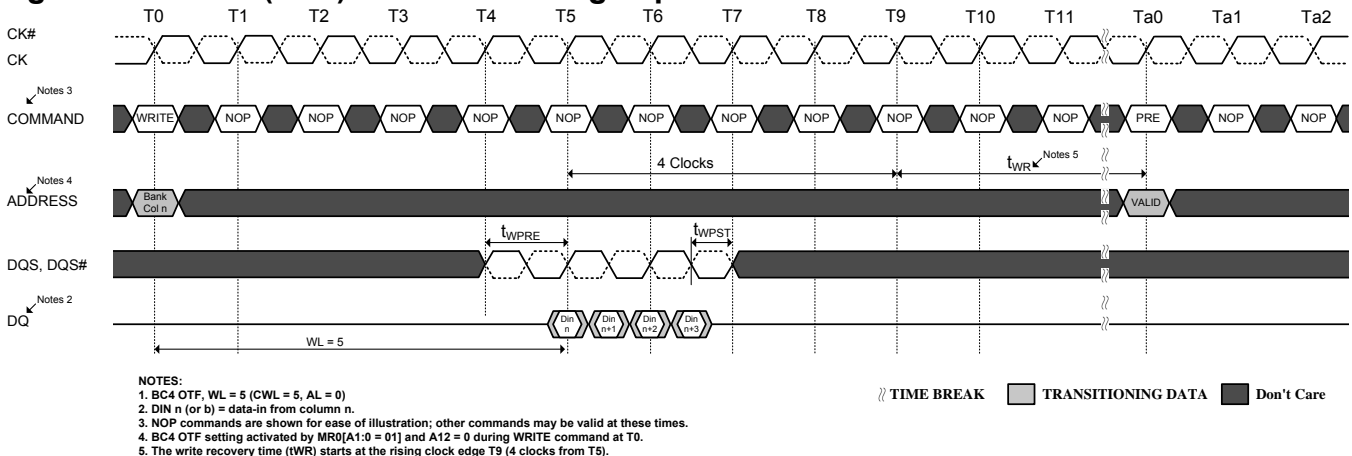 T0 T1 T2 T3 T4 T5 T6 T7 T8 T9 T10 T11 Ta0 Ta1 Ta2
CK#
CK
Notes 3
COMMAND WRITE NOP NOP NOP NOP NOP NOP NOP NOP NOP NOP NOP PRE NOP NOP
4 Clocks tWR Notes 5
Notes 4
ADDRESS Bank Col n VALID
tWPRE tWPST
DQS, DQS#
Notes 2
DQ Din n Din n+1 Din n+2 Din n+3
WL = 5
NOTES:
1. BC4 OTF, WL = 5 (CWL = 5, AL = 0)
2. DIN n (or b) = data-in from column n.
3. NOP commands are shown for ease of illustration; other commands may be valid at these times.
4. BC4 OTF setting activated by MR0[A1:0 = 01] and A12 = 0 during WRITE command at T0.
5. The write recovery time (tWR) starts at the rising clock edge T9 (4 clocks from T5).
TIME BREAK TRANSITIONING DATA Don't Care